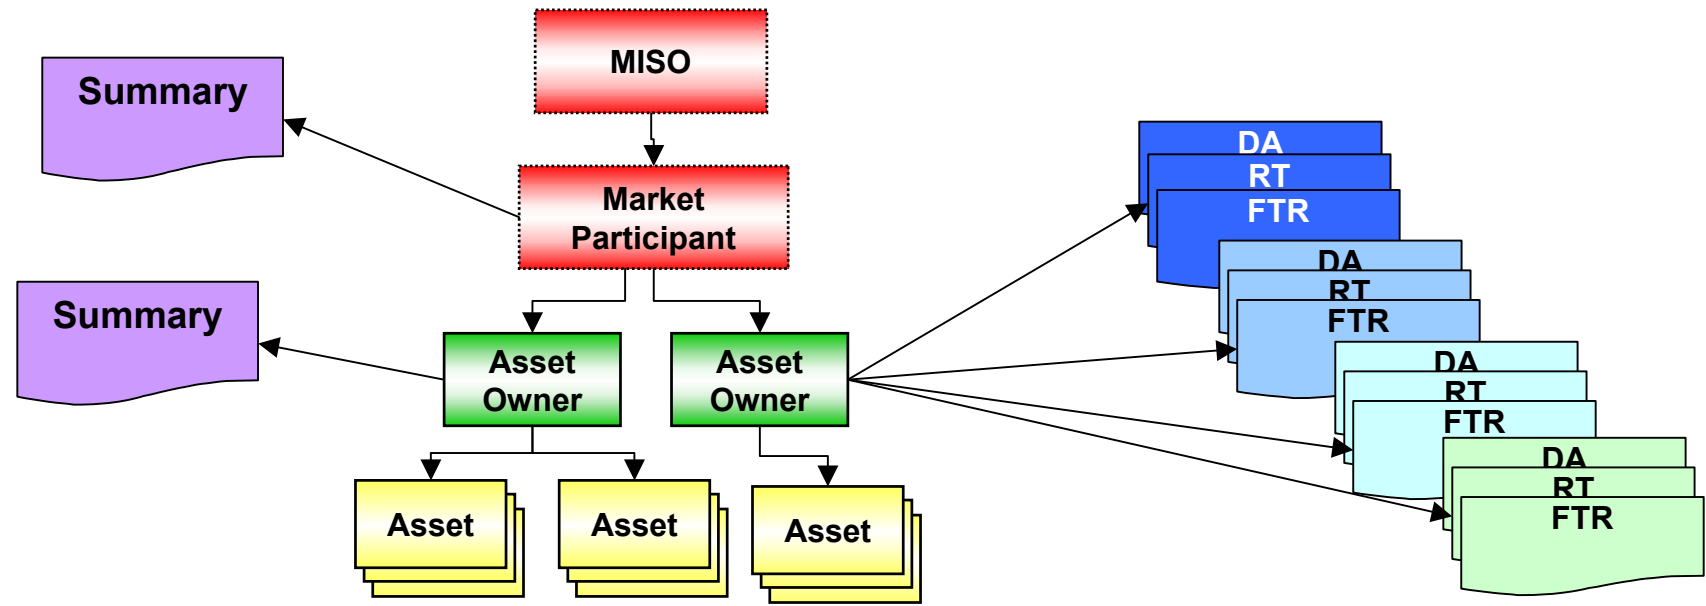 MISO
Summary
Market
Participant
Summary
Asset
Owner
Asset
Owner
Asset
Asset
Asset
DA
RT
FTR
DA
RT
FTR
DA
RT
FTR
DA
RT
FTR